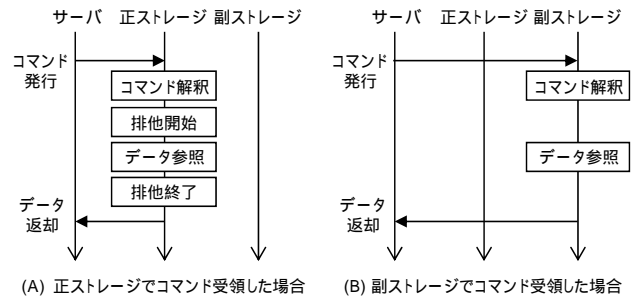 サーバ 正ストレージ 副ストレージ
コマンド
発行
コマンド解釈
排他開始
データ参照
排他終了
データ
返却
(A) 正ストレージでコマンド受領した場合
サーバ 正ストレージ 副ストレージ
コマンド
発行
コマンド解釈
データ参照
データ
返却
(B) 副ストレージでコマンド受領した場合